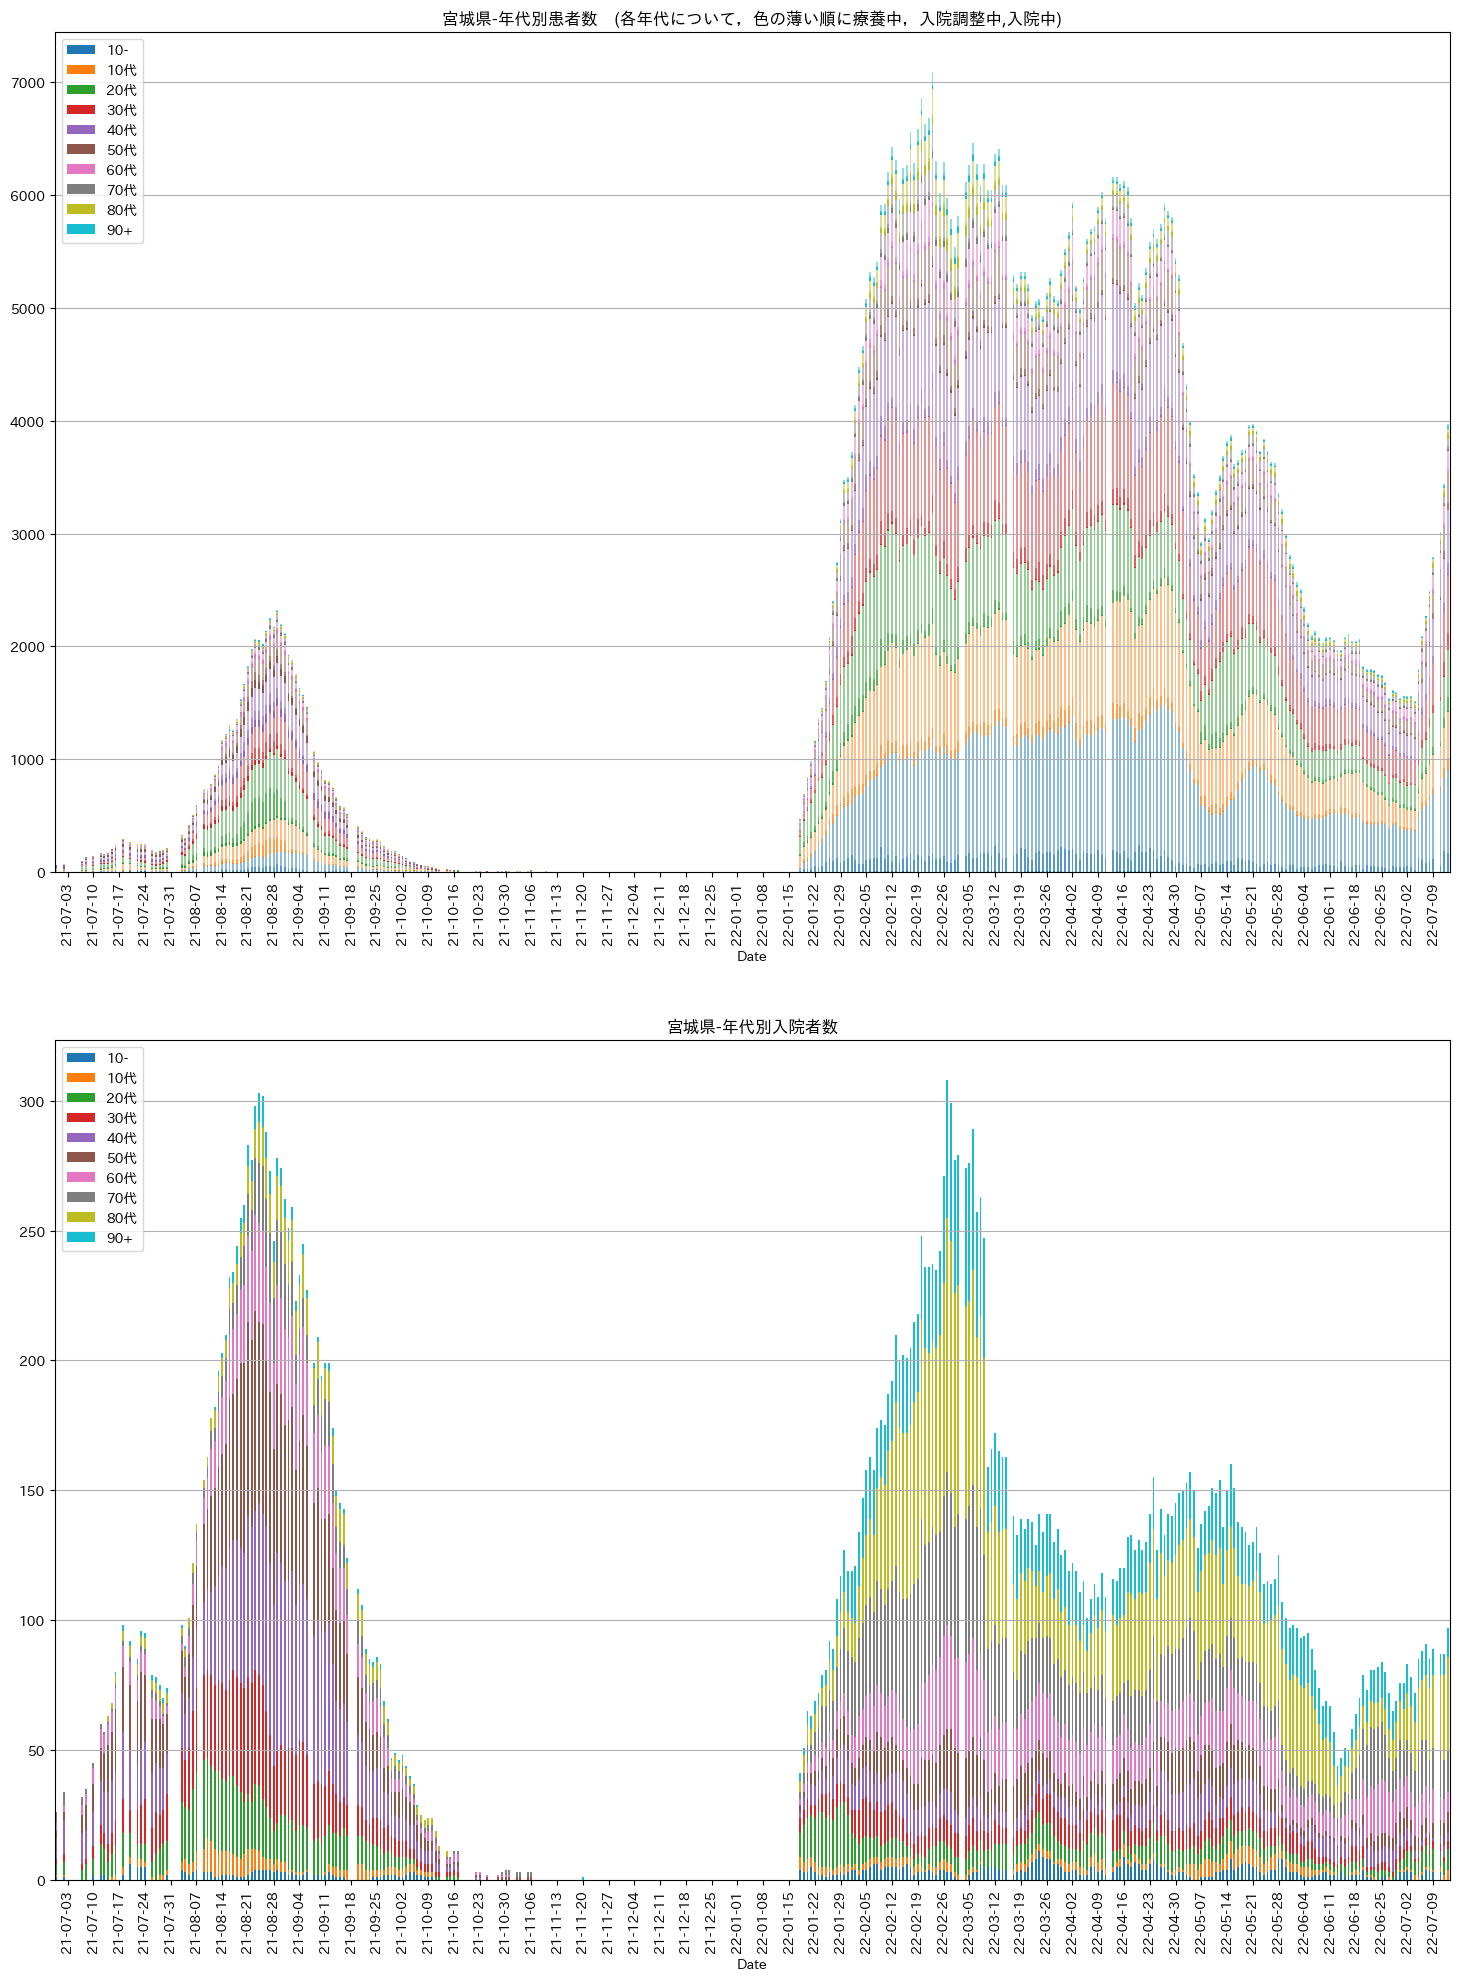 宮城県-年代別患者数　(各年代について，色の薄い順に療養中，入院調整中,入院中)
10-
10代
20代
30代
40代
50代
60代
70代
80代
90+
7000
6000
5000
4000
3000
2000
1000
0
21-07-03 21-07-10 21-07-17 21-07-24 21-07-31 21-08-07 21-08-14 21-08-21 21-08-28 21-09-04 21-09-11 21-09-18 21-09-25 21-10-02 21-10-09 21-10-16 21-10-23 21-10-30 21-11-06 21-11-13 21-11-20 21-11-27 21-12-04 21-12-11 21-12-18 21-12-25 22-01-01 22-01-08 22-01-15 22-01-22 22-01-29 22-02-05 22-02-12 22-02-19 22-02-26 22-03-05 22-03-12 22-03-19 22-03-26 22-04-02 22-04-09 22-04-16 22-04-23 22-04-30 22-05-07 22-05-14 22-05-21 22-05-28 22-06-04 22-06-11 22-06-18 22-06-25 22-07-02 22-07-09
Date
宮城県-年代別入院者数
10-
10代
20代
30代
40代
50代
60代
70代
80代
90+
300
250
200
150
100
50
0
21-07-03 21-07-10 21-07-17 21-07-24 21-07-31 21-08-07 21-08-14 21-08-21 21-08-28 21-09-04 21-09-11 21-09-18 21-09-25 21-10-02 21-10-09 21-10-16 21-10-23 21-10-30 21-11-06 21-11-13 21-11-20 21-11-27 21-12-04 21-12-11 21-12-18 21-12-25 22-01-01 22-01-08 22-01-15 22-01-22 22-01-29 22-02-05 22-02-12 22-02-19 22-02-26 22-03-05 22-03-12 22-03-19 22-03-26 22-04-02 22-04-09 22-04-16 22-04-23 22-04-30 22-05-07 22-05-14 22-05-21 22-05-28 22-06-04 22-06-11 22-06-18 22-06-25 22-07-02 22-07-09
Date